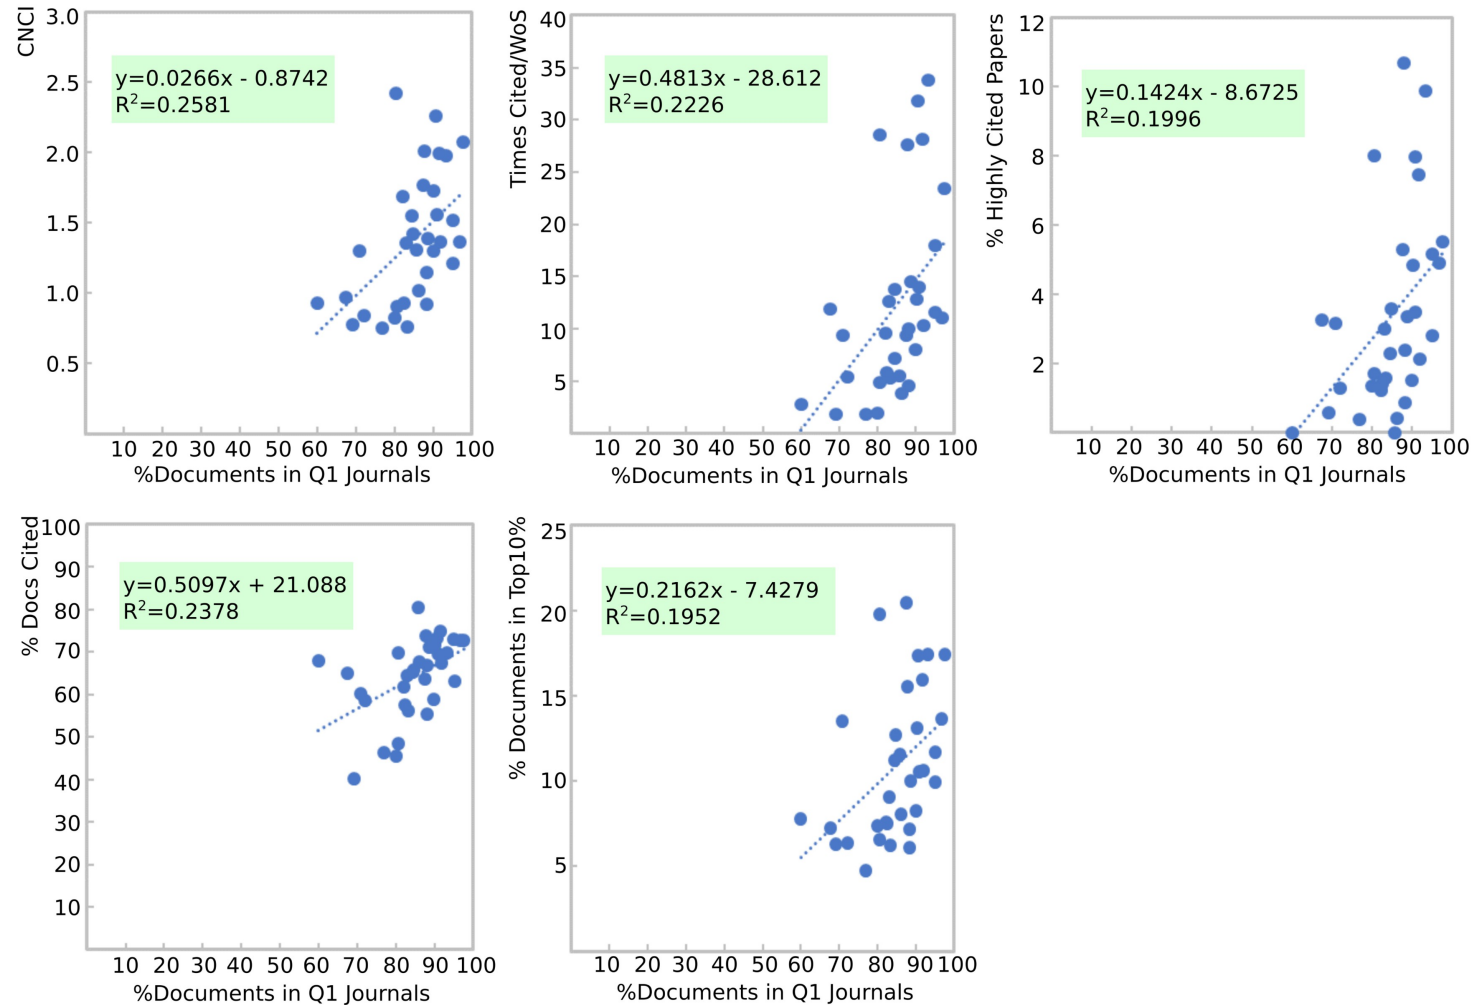 CNCI
3.0
2.5
2.0
1.5
1.0
0.5
y=0.0266x - 0.8742
R²=0.2581
10 20 30 40 50 60 70 80 90 100
%Documents in Q1 Journals
Times Cited/WoS
40
35
30
25
20
15
10
5
y=0.4813x - 28.612
R²=0.2226
10 20 30 40 50 60 70 80 90 100
%Documents in Q1 Journals
% Highly Cited Papers
12
10
8
6
4
2
y=0.1424x - 8.6725
R²=0.1996
10 20 30 40 50 60 70 80 90 100
%Documents in Q1 Journals
% Docs Cited
100
90
80
70
60
50
40
30
20
10
y=0.5097x + 21.088
R²=0.2378
10 20 30 40 50 60 70 80 90 100
%Documents in Q1 Journals
% Documents in Top10%
25
20
15
10
5
y=0.2162x - 7.4279
R²=0.1952
10 20 30 40 50 60 70 80 90 100
%Documents in Q1 Journals